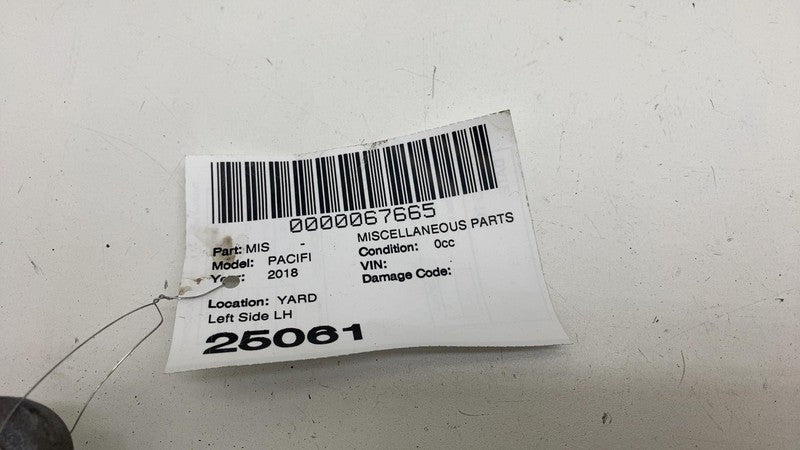 0000067665
Part: MIS - MISCELLANEOUS PARTS
Model: PACIFI Condition: 0cc
Year: 2018 VIN:
Damage Code:
Location: YARD
Left Side LH
25061